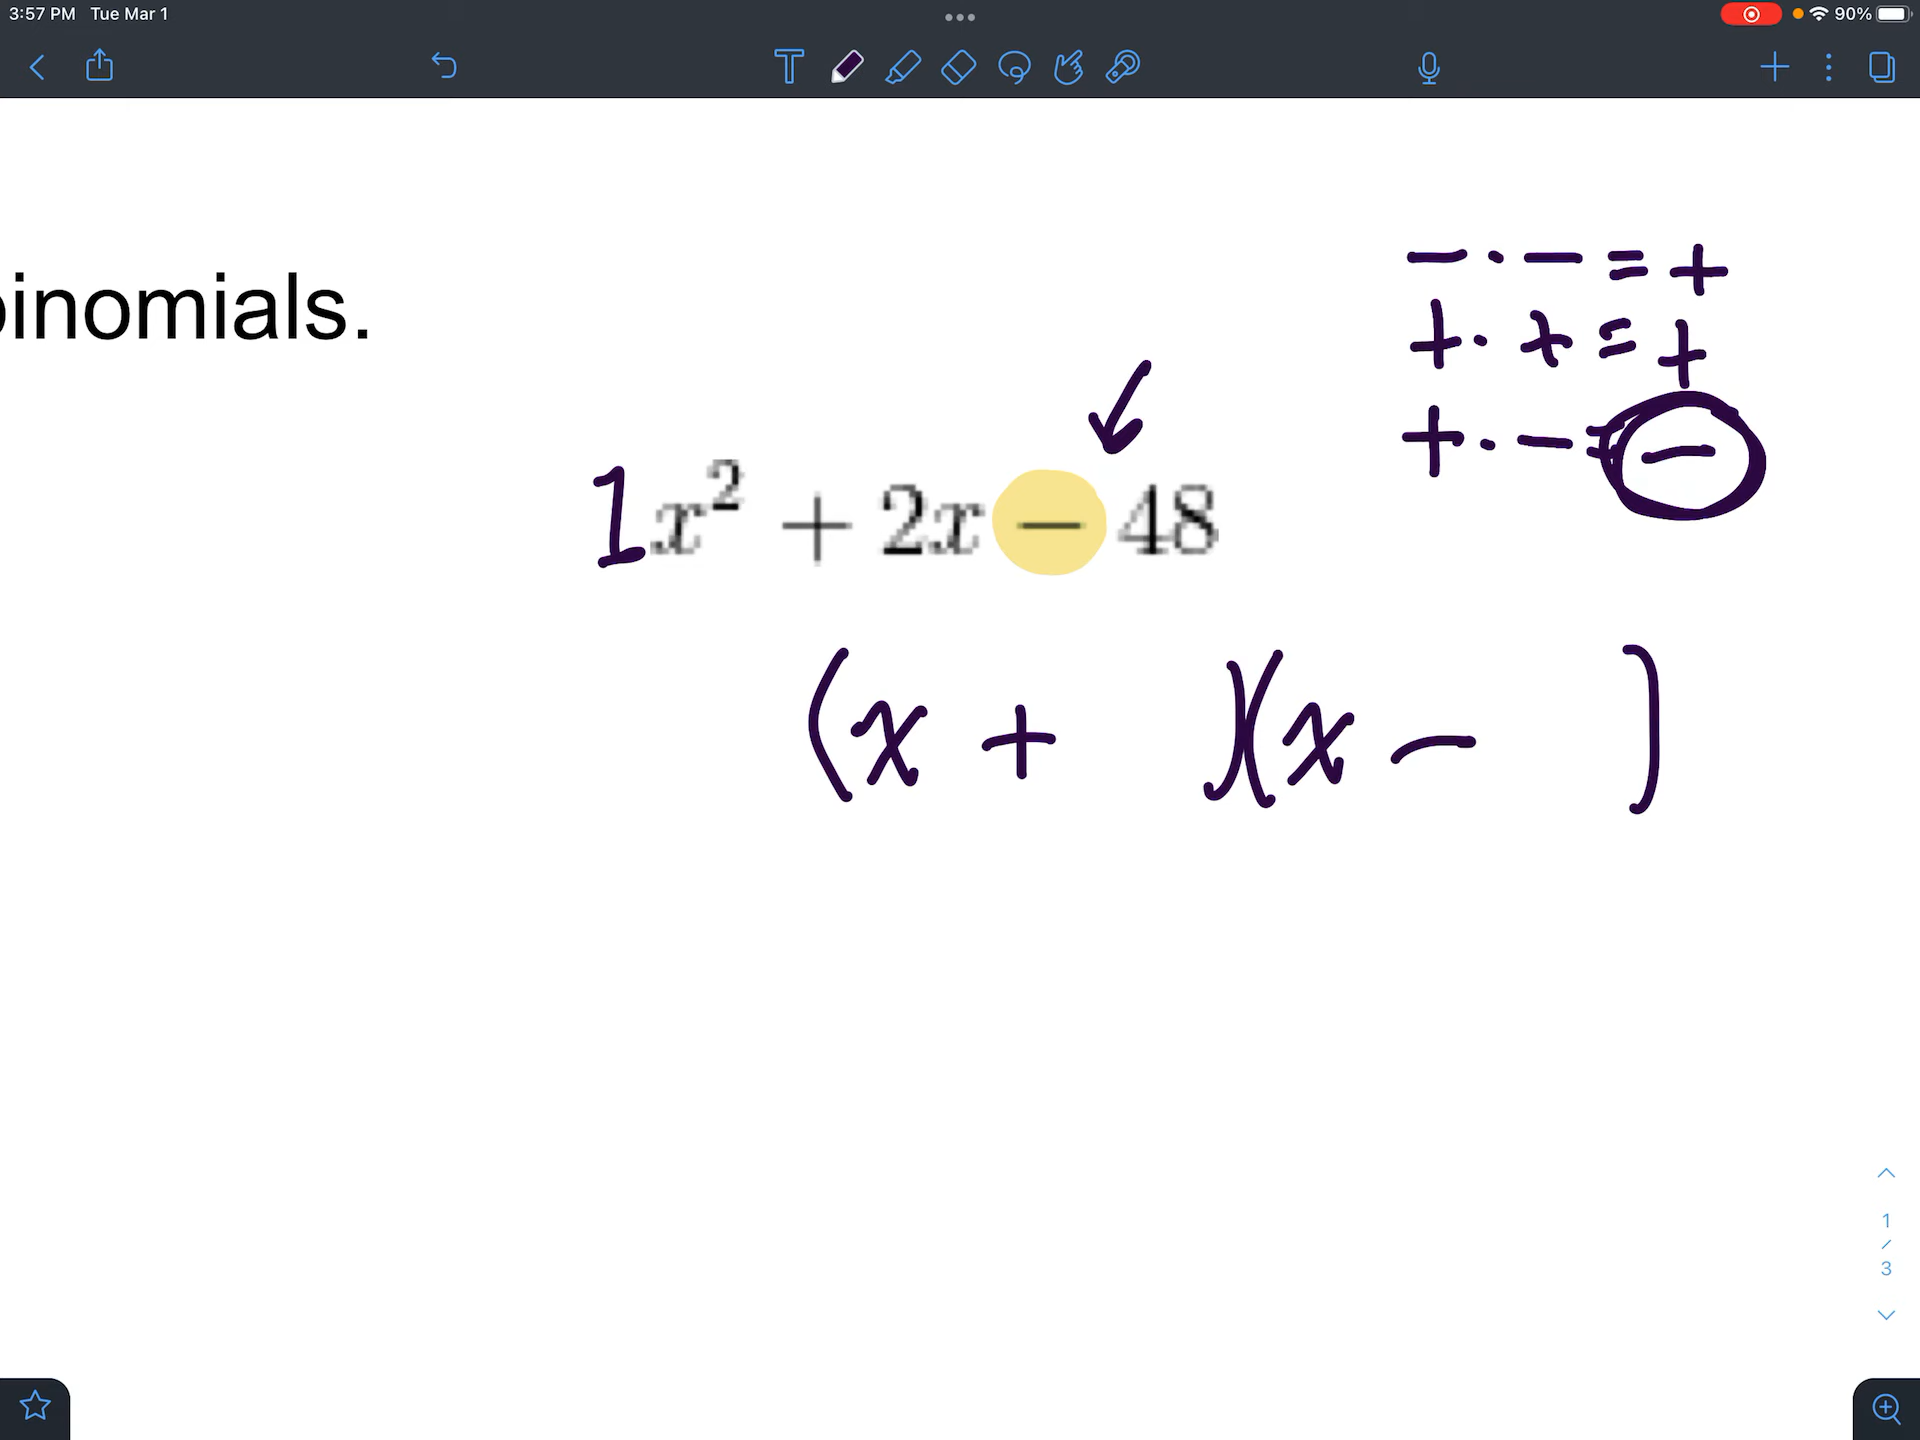 3:57 PM Tue Mar 1
90%
inomials.
− · − = +
+ · + = +
+ · − = −
1x² + 2x − 48
(x + )(x − )
1
/
3